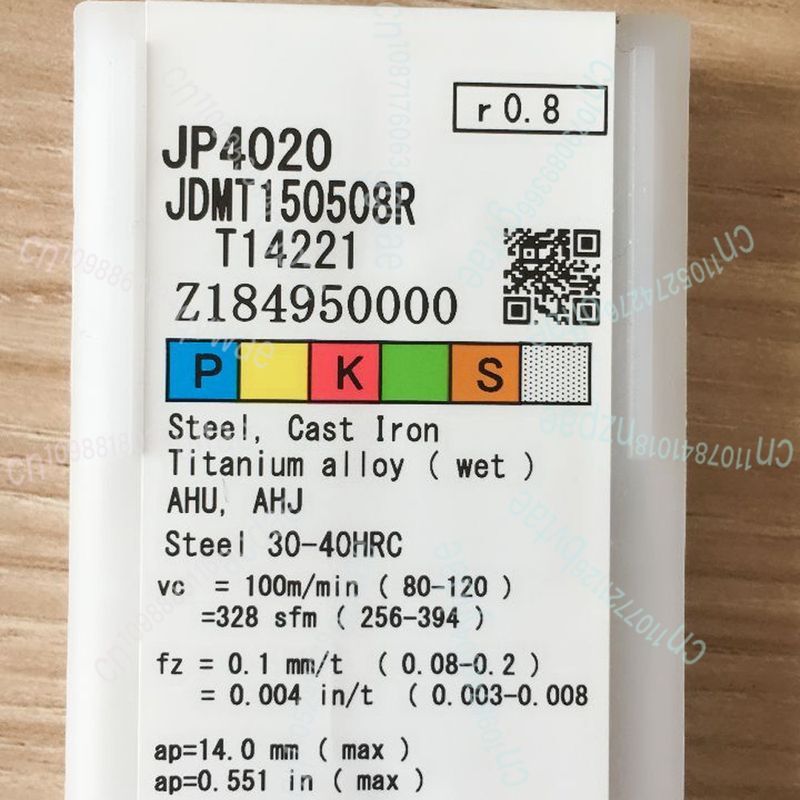 r0.8
JP4020
JDMT150508R
T14221
Z184950000
P K S
Steel, Cast Iron
Titanium alloy ( wet )
AHU, AHJ
Steel 30-40HRC
vc = 100m/min ( 80-120 )
=328 sfm ( 256-394 )
fz = 0.1 mm/t ( 0.08-0.2 )
= 0.004 in/t ( 0.003-0.008
ap=14.0 mm ( max )
ap=0.551 in ( max )